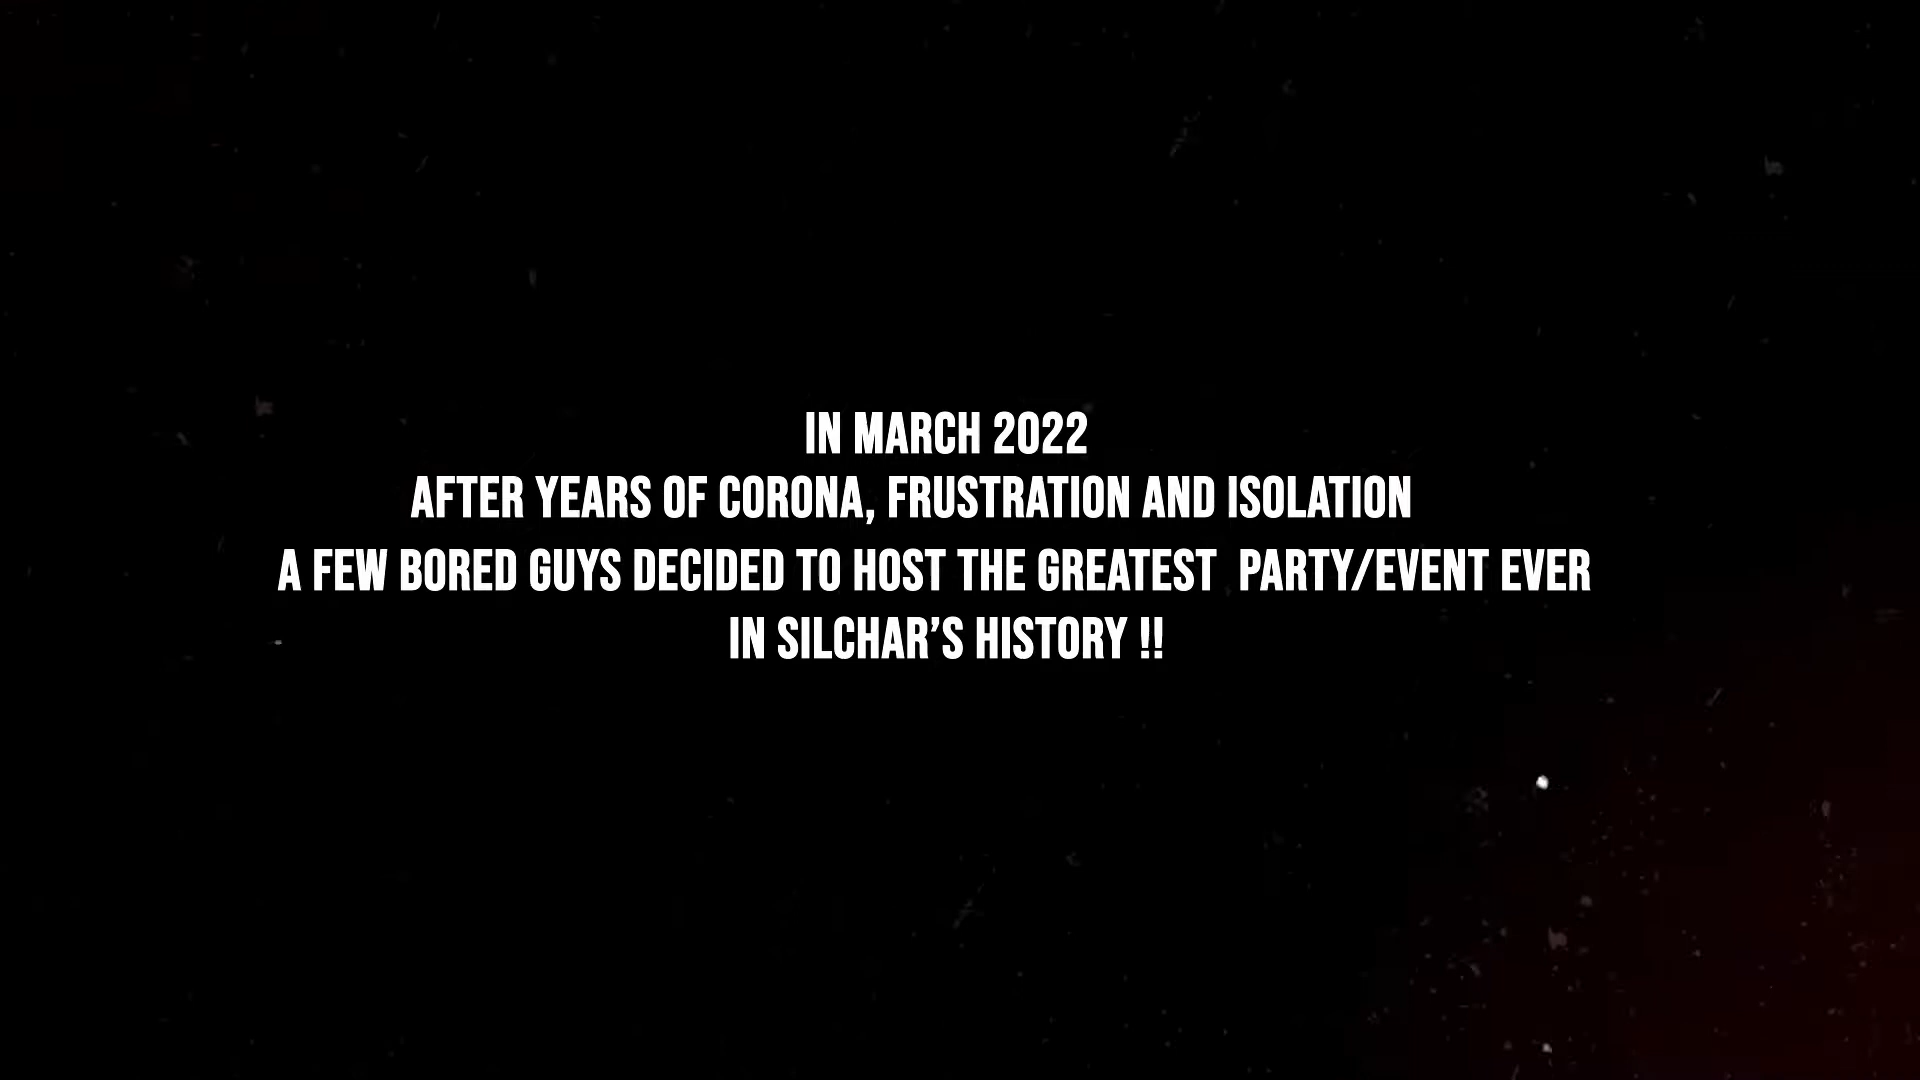 IN MARCH 2022
AFTER YEARS OF CORONA, FRUSTRATION AND ISOLATION
A FEW BORED GUYS DECIDED TO HOST THE GREATEST  PARTY/EVENT EVER
IN SILCHAR’S HISTORY !!